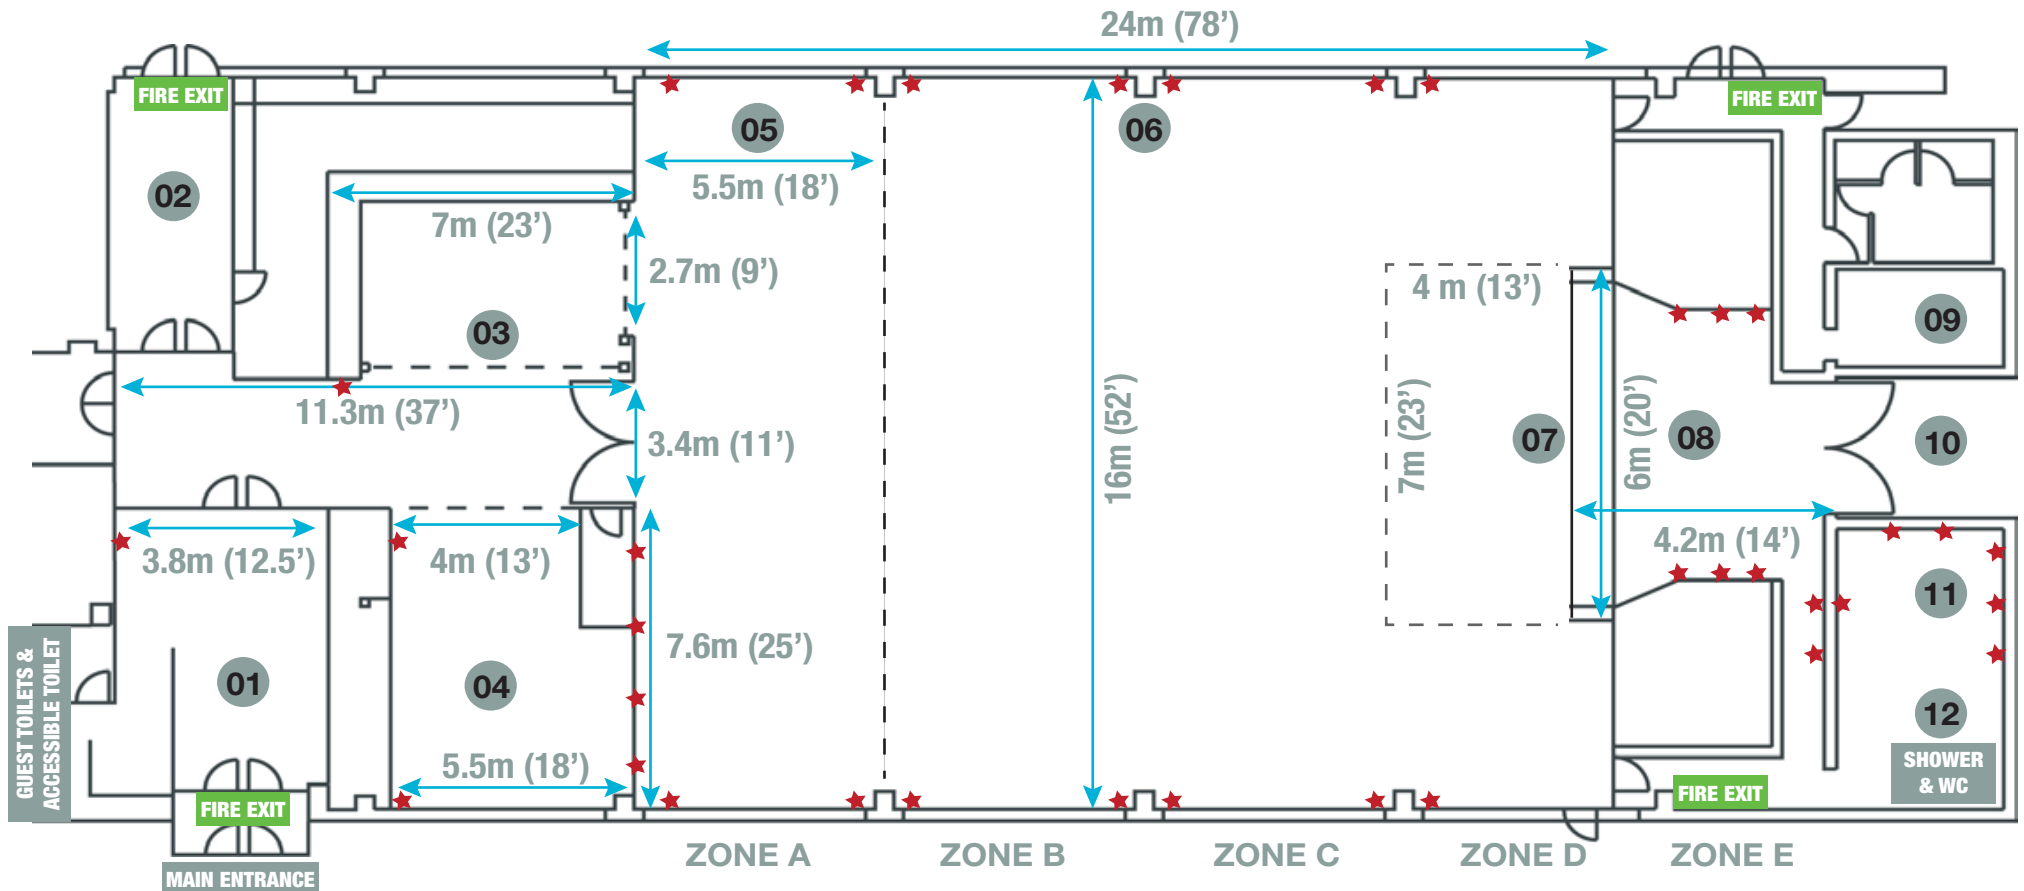 24m (78’)
FIRE EXIT
FIRE EXIT
05
06
5.5m (18’)
02
7m (23’)
2.7m (9’)
4 m (13’)
03
09
11.3m (37’)
3.4m (11’)
16m (52’)
7m (23’)
07
6m (20’)
08
10
3.8m (12.5’)
4m (13’)
4.2m (14’)
11
GUEST TOILETS &
ACCESSIBLE TOILET
01
04
7.6m (25’)
12
SHOWER
& WC
5.5m (18’)
FIRE EXIT
FIRE EXIT
ZONE A
ZONE B
ZONE C
ZONE D
ZONE E
MAIN ENTRANCE